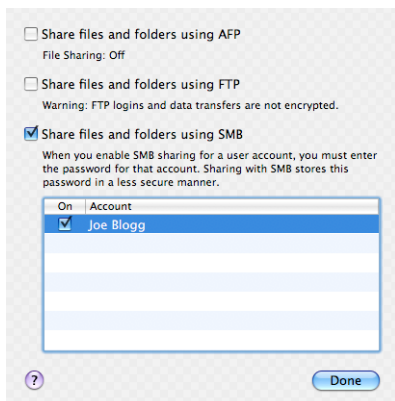 Share files and folders using AFP
File Sharing: Off
Share files and folders using FTP
Warning: FTP logins and data transfers are not encrypted.
Share files and folders using SMB
When you enable SMB sharing for a user account, you must enter
the password for that account. Sharing with SMB stores this
password in a less secure manner.
On Account
Joe Blogg
? Done